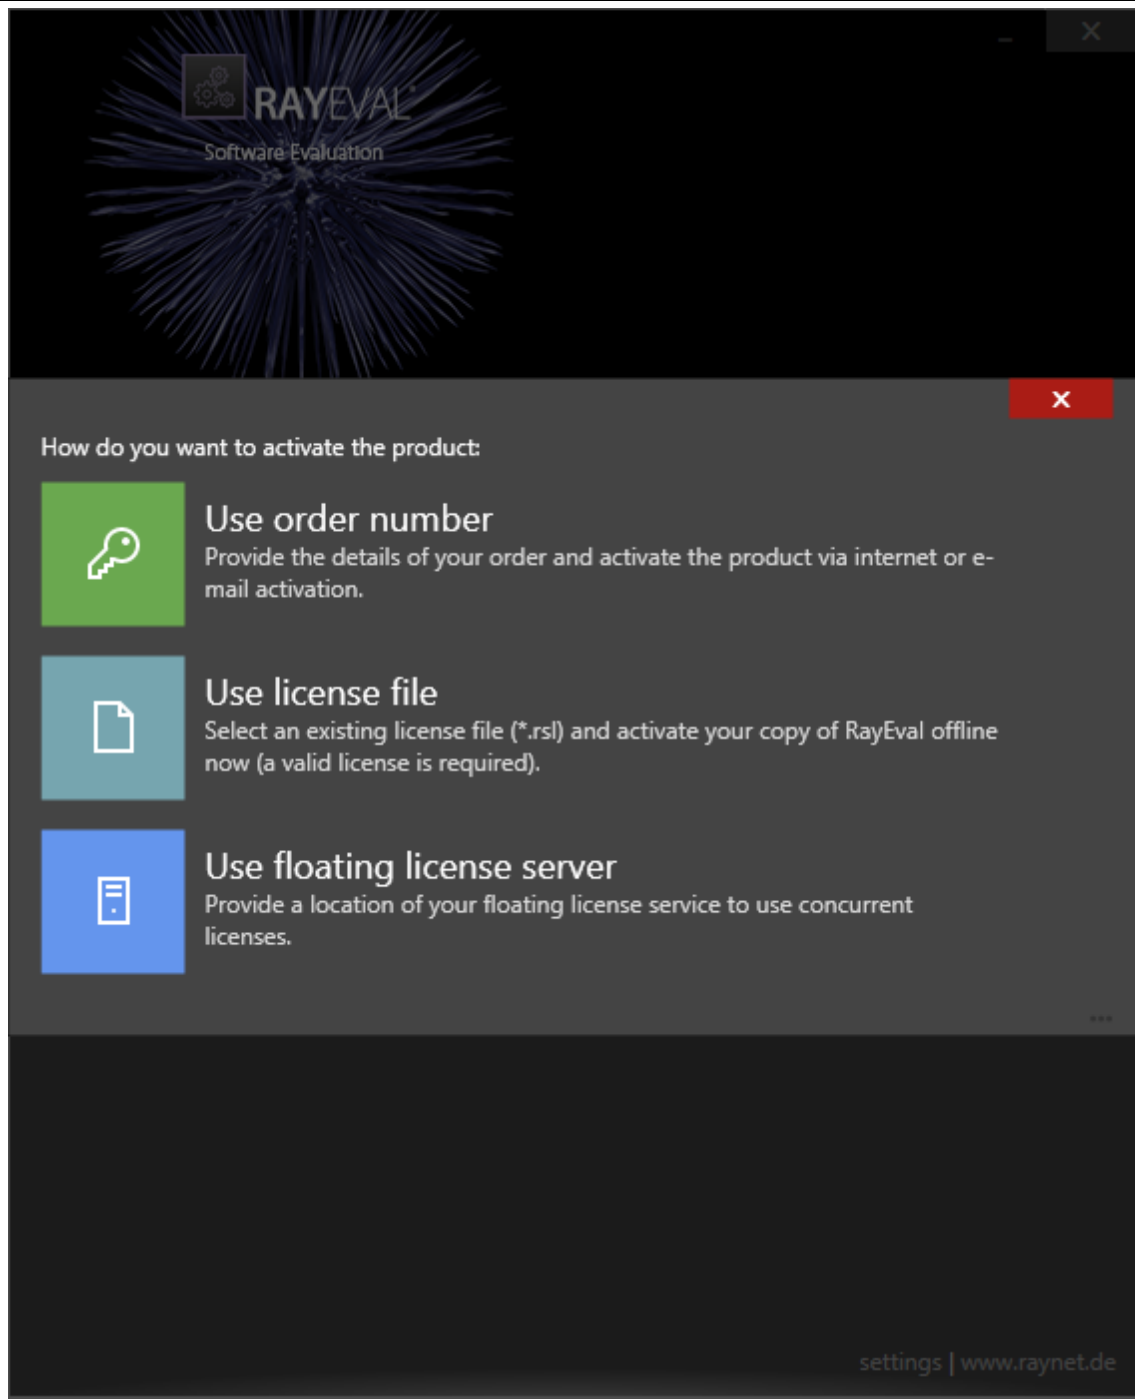 RAYEVAL®
Software Evaluation
How do you want to activate the product:
Use order number
Provide the details of your order and activate the product via internet or e-
mail activation.
Use license file
Select an existing license file (*.rsl) and activate your copy of RayEval offline
now (a valid license is required).
Use floating license server
Provide a location of your floating license service to use concurrent
licenses.
...
settings | www.raynet.de